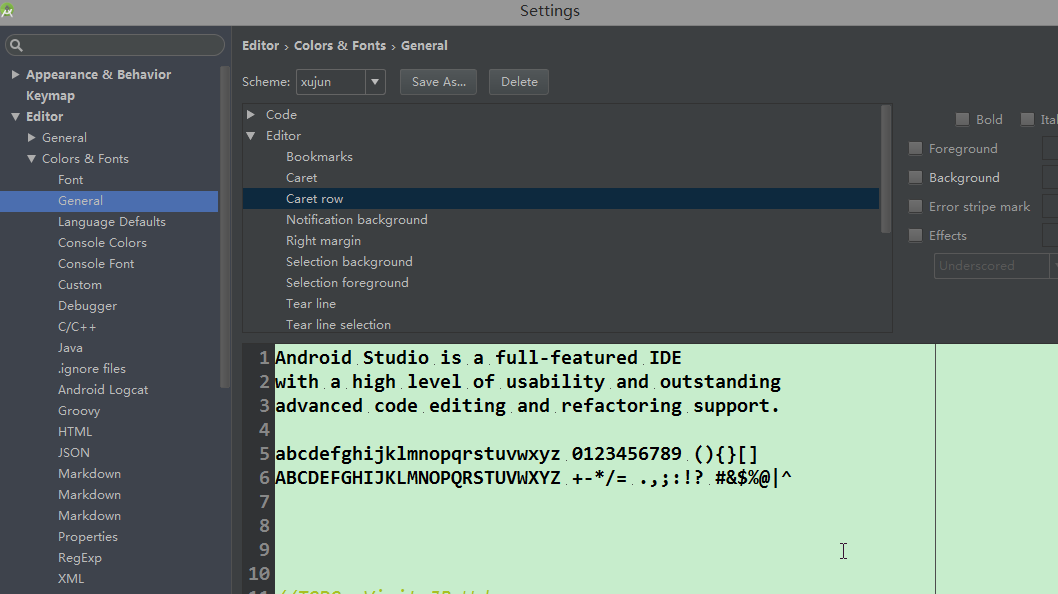 Settings
Editor › Colors & Fonts › General
Scheme: xujun Save As... Delete
Appearance & Behavior
Keymap
Editor
General
Colors & Fonts
Font
General
Language Defaults
Console Colors
Console Font
Custom
Debugger
C/C++
Java
.ignore files
Android Logcat
Groovy
HTML
JSON
Markdown
Markdown
Markdown
Properties
RegExp
XML
Code
Editor
Bookmarks
Caret
Caret row
Notification background
Right margin
Selection background
Selection foreground
Tear line
Tear line selection
Bold
Foreground
Background
Error stripe mark
Effects
Underscored
1 Android Studio is a full-featured IDE
2 with a high level of usability and outstanding
3 advanced code editing and refactoring support.
4
5 abcdefghijklmnopqrstuvwxyz 0123456789 (){}[]
6 ABCDEFGHIJKLMNOPQRSTUVWXYZ +-*/= .,;:!? #&$%@|^
7
8
9
10